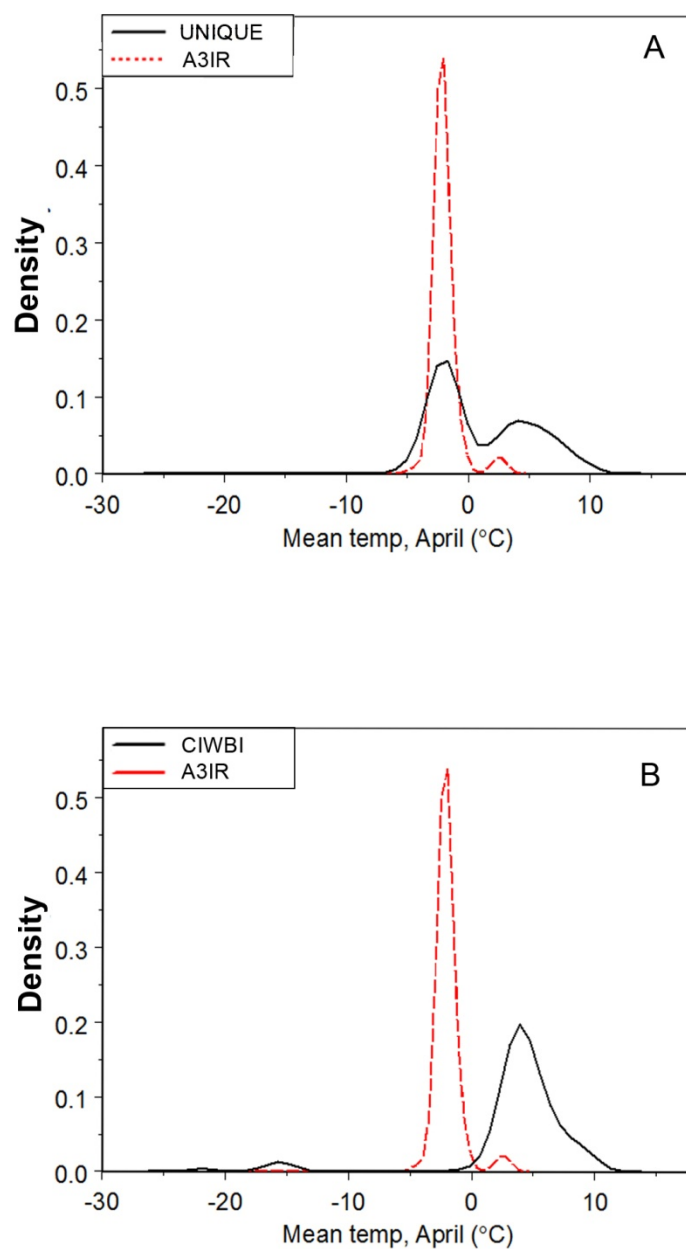 UNIQUE
A3IR
A
0.5
0.4
0.3
0.2
0.1
0.0
Density
-30 -20 -10 0 10
Mean temp, April (°C)
CIWBI
A3IR
B
0.5
0.4
0.3
0.2
0.1
0.0
Density
-30 -20 -10 0 10
Mean temp, April (°C)